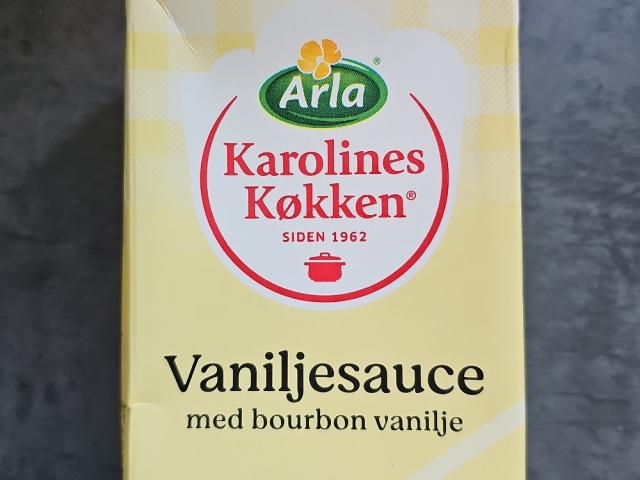 Arla®
Karolines
Køkken®
SIDEN 1962
Vaniljesauce
med bourbon vanilje